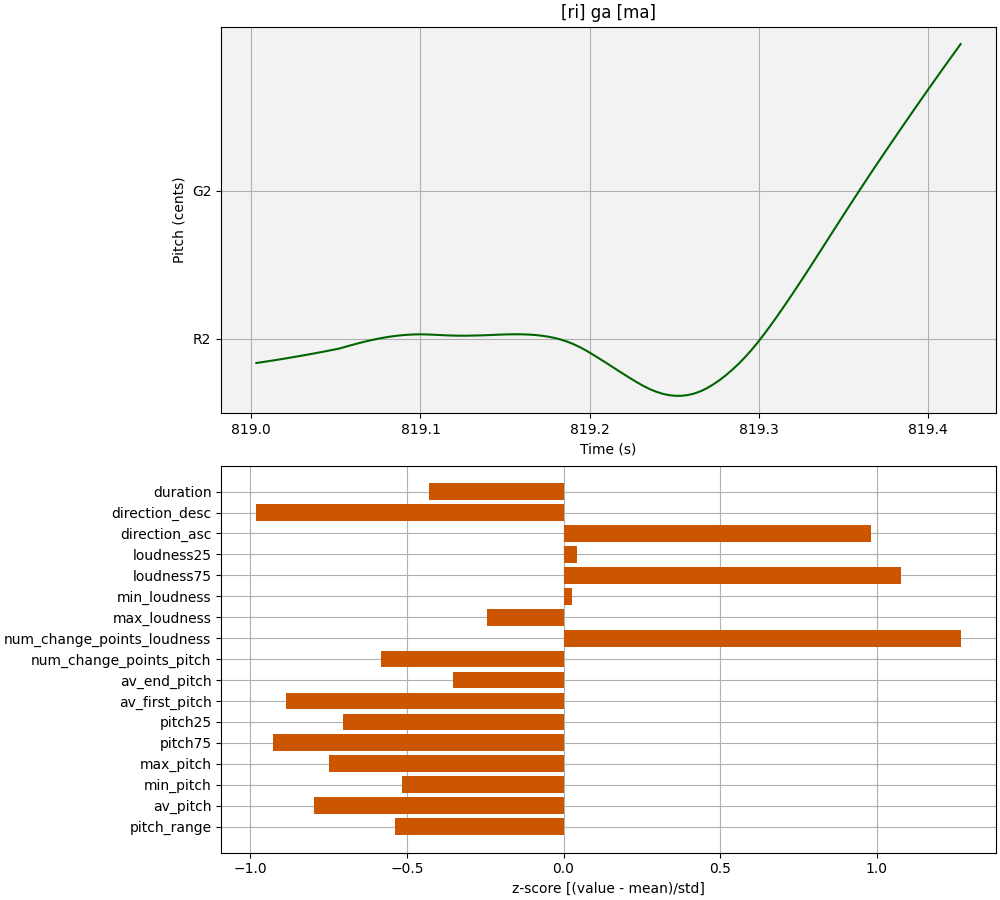 [ri] ga [ma]
Pitch (cents)
G2
R2
819.0 819.1 819.2 819.3 819.4
Time (s)
duration
direction_desc
direction_asc
loudness25
loudness75
min_loudness
max_loudness
num_change_points_loudness
num_change_points_pitch
av_end_pitch
av_first_pitch
pitch25
pitch75
max_pitch
min_pitch
av_pitch
pitch_range
−1.0 −0.5 0.0 0.5 1.0
z-score [(value - mean)/std]